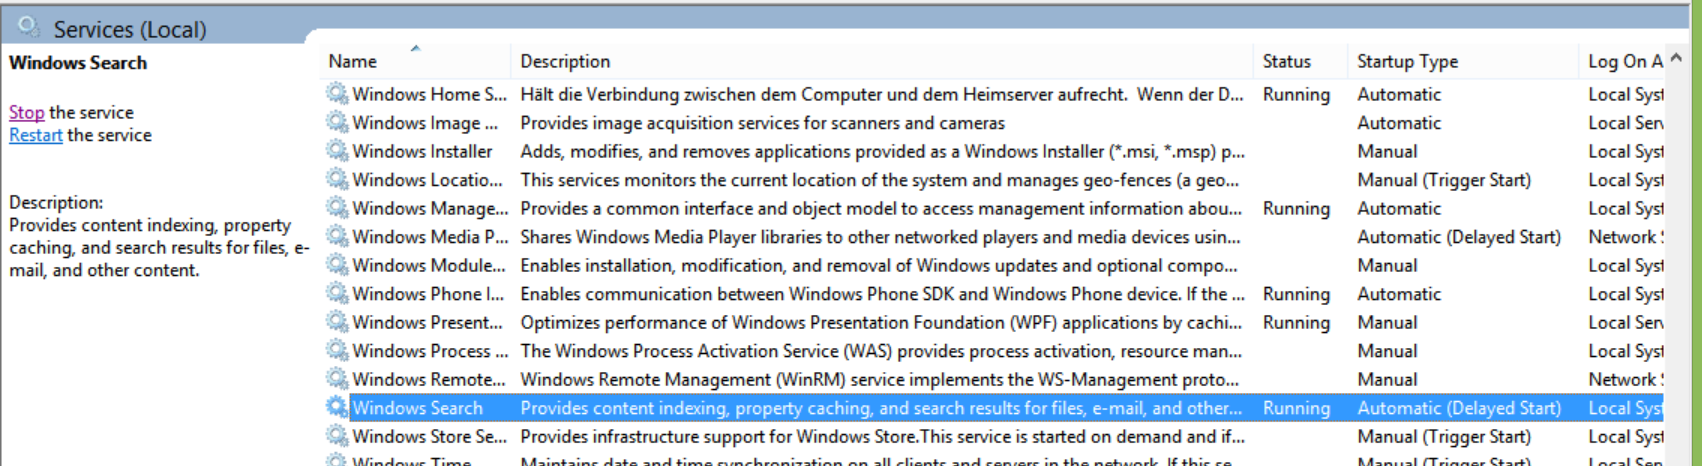 Services (Local)
Windows Search
Stop the service
Restart the service
Description:
Provides content indexing, property
caching, and search results for files, e-
mail, and other content.
Name Description Status Startup Type Log On A
Windows Home S... Hält die Verbindung zwischen dem Computer und dem Heimserver aufrecht. Wenn der D... Running Automatic Local Syst
Windows Image ... Provides image acquisition services for scanners and cameras Automatic Local Serv
Windows Installer Adds, modifies, and removes applications provided as a Windows Installer (*.msi, *.msp) p... Manual Local Syst
Windows Locatio... This services monitors the current location of the system and manages geo-fences (a geo... Manual (Trigger Start) Local Syst
Windows Manage... Provides a common interface and object model to access management information abou... Running Automatic Local Syst
Windows Media P... Shares Windows Media Player libraries to other networked players and media devices usin... Automatic (Delayed Start) Network S
Windows Module... Enables installation, modification, and removal of Windows updates and optional compo... Manual Local Syst
Windows Phone I... Enables communication between Windows Phone SDK and Windows Phone device. If the ... Running Automatic Local Syst
Windows Present... Optimizes performance of Windows Presentation Foundation (WPF) applications by cachi... Running Manual Local Serv
Windows Process ... The Windows Process Activation Service (WAS) provides process activation, resource man... Manual Local Syst
Windows Remote... Windows Remote Management (WinRM) service implements the WS-Management proto... Manual Network S
Windows Search Provides content indexing, property caching, and search results for files, e-mail, and other... Running Automatic (Delayed Start) Local Syst
Windows Store Se... Provides infrastructure support for Windows Store.This service is started on demand and if... Manual (Trigger Start) Local Syst
Windows Time Maintains date and time synchronization on all clients and servers in the network. If this se... Manual (Trigger Start) Local Serv